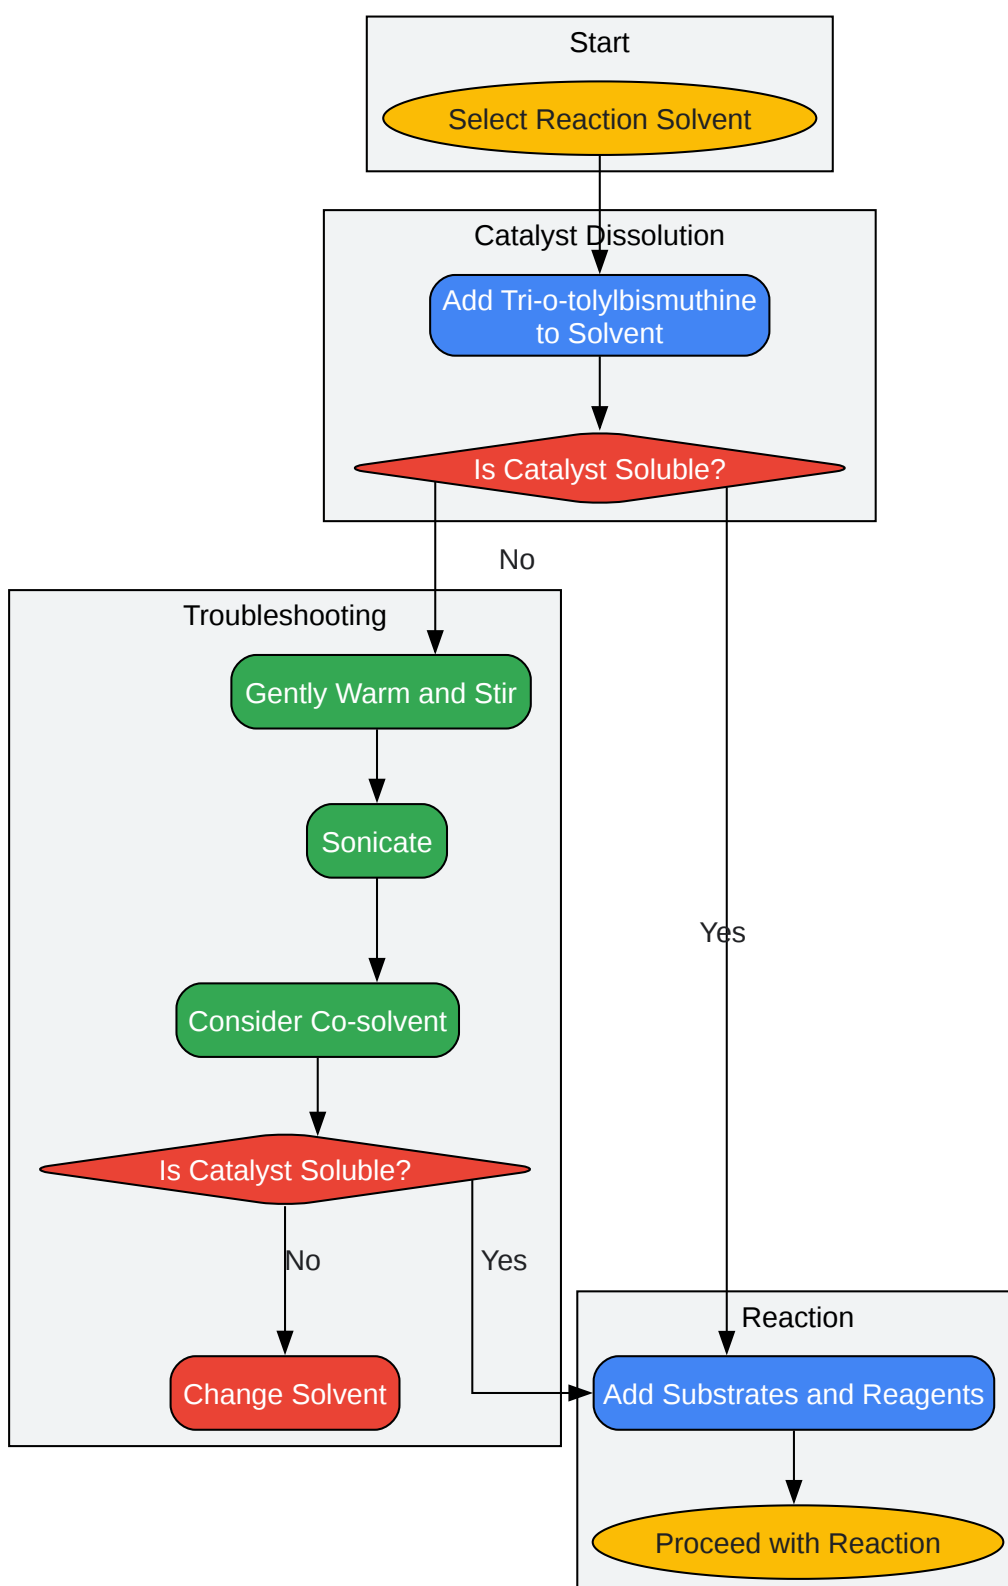 Start
Select Reaction Solvent
Catalyst Dissolution
Add Tri-o-tolylbismuthine
to Solvent
Is Catalyst Soluble?
No
Troubleshooting
Gently Warm and Stir
Sonicate
Yes
Consider Co-solvent
Is Catalyst Soluble?
No
Yes
Reaction
Change Solvent
Add Substrates and Reagents
Proceed with Reaction